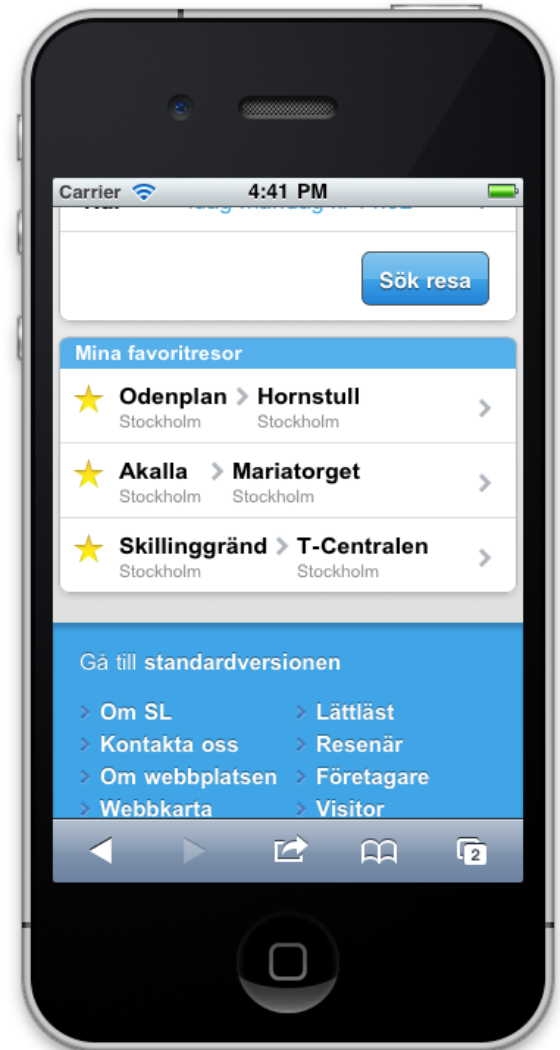 Carrier 4:41 PM
Sök resa
Mina favoritresor
Odenplan > Hornstull
Stockholm Stockholm
Akalla > Mariatorget
Stockholm Stockholm
Skillinggränd > T-Centralen
Stockholm Stockholm
Gå till standardversionen
> Om SL > Lättläst
> Kontakta oss > Resenär
> Om webbplatsen > Företagare
> Webbkarta > Visitor
2